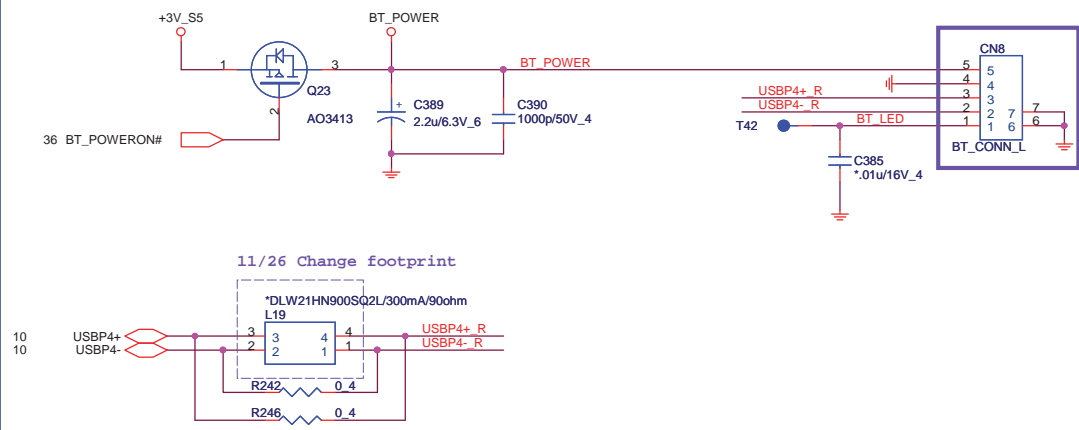 +3V_S5
BT_POWER
1
3
BT_POWER
Q23
2
AO3413
36 BT_POWERON#
+
C389
2.2u/6.3V_6
C390
1000p/50V_4
CN8
5 5
4 4
USBP4+_R 3 3
USBP4-_R 2 2 7 7
T42 BT_LED 1 1 6 6
BT_CONN_L
C385
*.01u/16V_4
11/26 Change footprint
*DLW21HN900SQ2L/300mA/90ohm
L19
10 USBP4+ 3 3 4 4 USBP4+_R
10 USBP4- 2 2 1 1 USBP4-_R
R242 0_4
R246 0_4